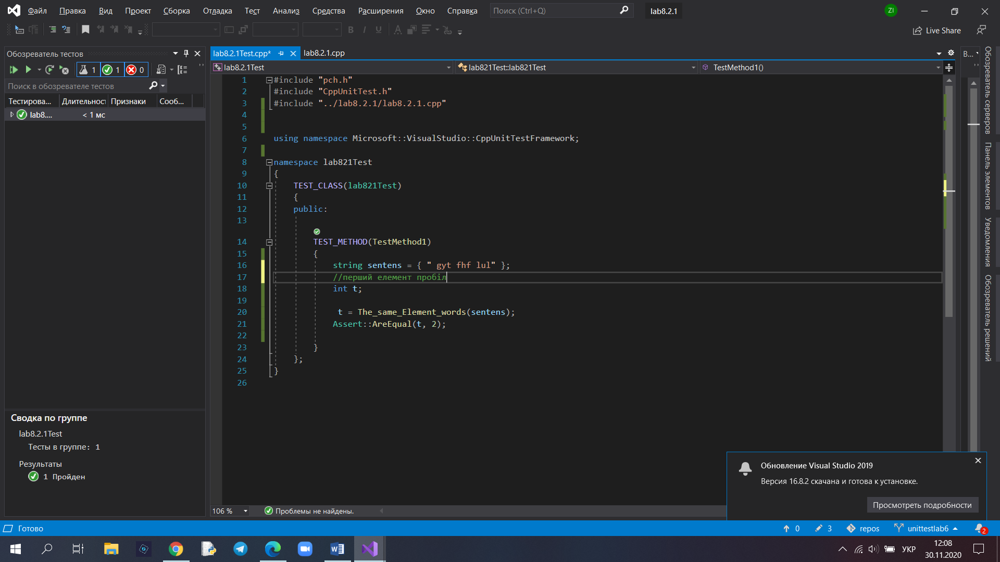 Файл Правка Вид Проект Сборка Отладка Тест Анализ Средства Расширения Окно Справка Поиск (Ctrl+Q) lab8.2.1 ZI
B I U A Live Share
Обозреватель тестов
1 1 0
Поиск в обозревателе тестов
Тестирова... Длительност Признаки Сооб...
lab8.... < 1 мс
Сводка по группе
lab8.2.1Test
Тесты в группе: 1
Результаты
1 Пройден
lab8.2.1Test.cpp* lab8.2.1.cpp
lab8.2.1Test lab821Test::lab821Test TestMethod1()
1 #include "pch.h"
2 #include "CppUnitTest.h"
3 #include "../lab8.2.1/lab8.2.1.cpp"
4
5
6 using namespace Microsoft::VisualStudio::CppUnitTestFramework;
7
8 namespace lab821Test
9 {
10 TEST_CLASS(lab821Test)
11 {
12 public:
13
14 TEST_METHOD(TestMethod1)
15 {
16 string sentens = { " gyt fhf lul" };
17 //перший елемент пробіл
18 int t;
19
20 t = The_same_Element_words(sentens);
21 Assert::AreEqual(t, 2);
22
23 }
24 };
25 }
26
106 % Проблемы не найдены.
В...
Обозреватель серверов
Панель элементов
Уведомления
Обозреватель решений
Обновление Visual Studio 2019
Версия 16.8.2 скачана и готова к установке.
Просмотреть подробности
Готово 0 3 repos unittestlab6 2
УКР 12:08
30.11.2020